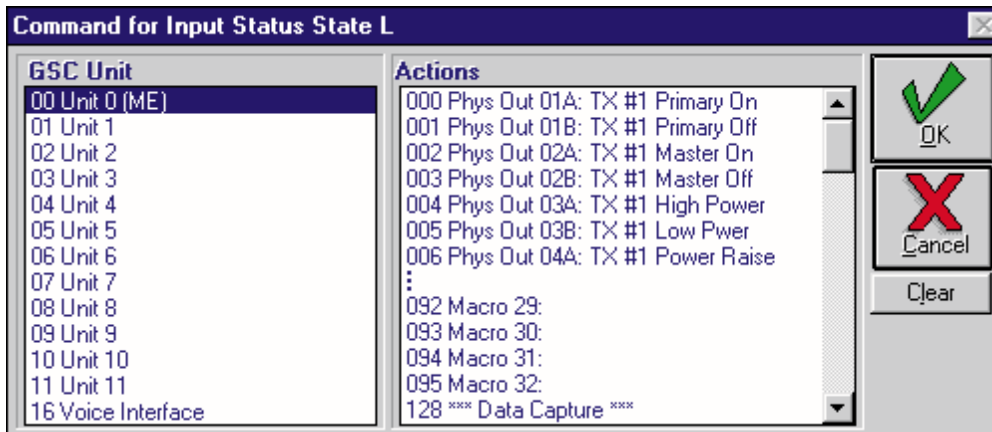 Command for Input Status State L
GSC Unit
00 Unit 0 (ME)
01 Unit 1
02 Unit 2
03 Unit 3
04 Unit 4
05 Unit 5
06 Unit 6
07 Unit 7
08 Unit 8
09 Unit 9
10 Unit 10
11 Unit 11
16 Voice Interface
Actions
000 Phys Out 01A: TX #1 Primary On
001 Phys Out 01B: TX #1 Primary Off
002 Phys Out 02A: TX #1 Master On
003 Phys Out 02B: TX #1 Master Off
004 Phys Out 03A: TX #1 High Power
005 Phys Out 03B: TX #1 Low Pwer
006 Phys Out 04A: TX #1 Power Raise
⋮
092 Macro 29:
093 Macro 30:
094 Macro 31:
095 Macro 32:
128 *** Data Capture ***
OK
Cancel
Clear